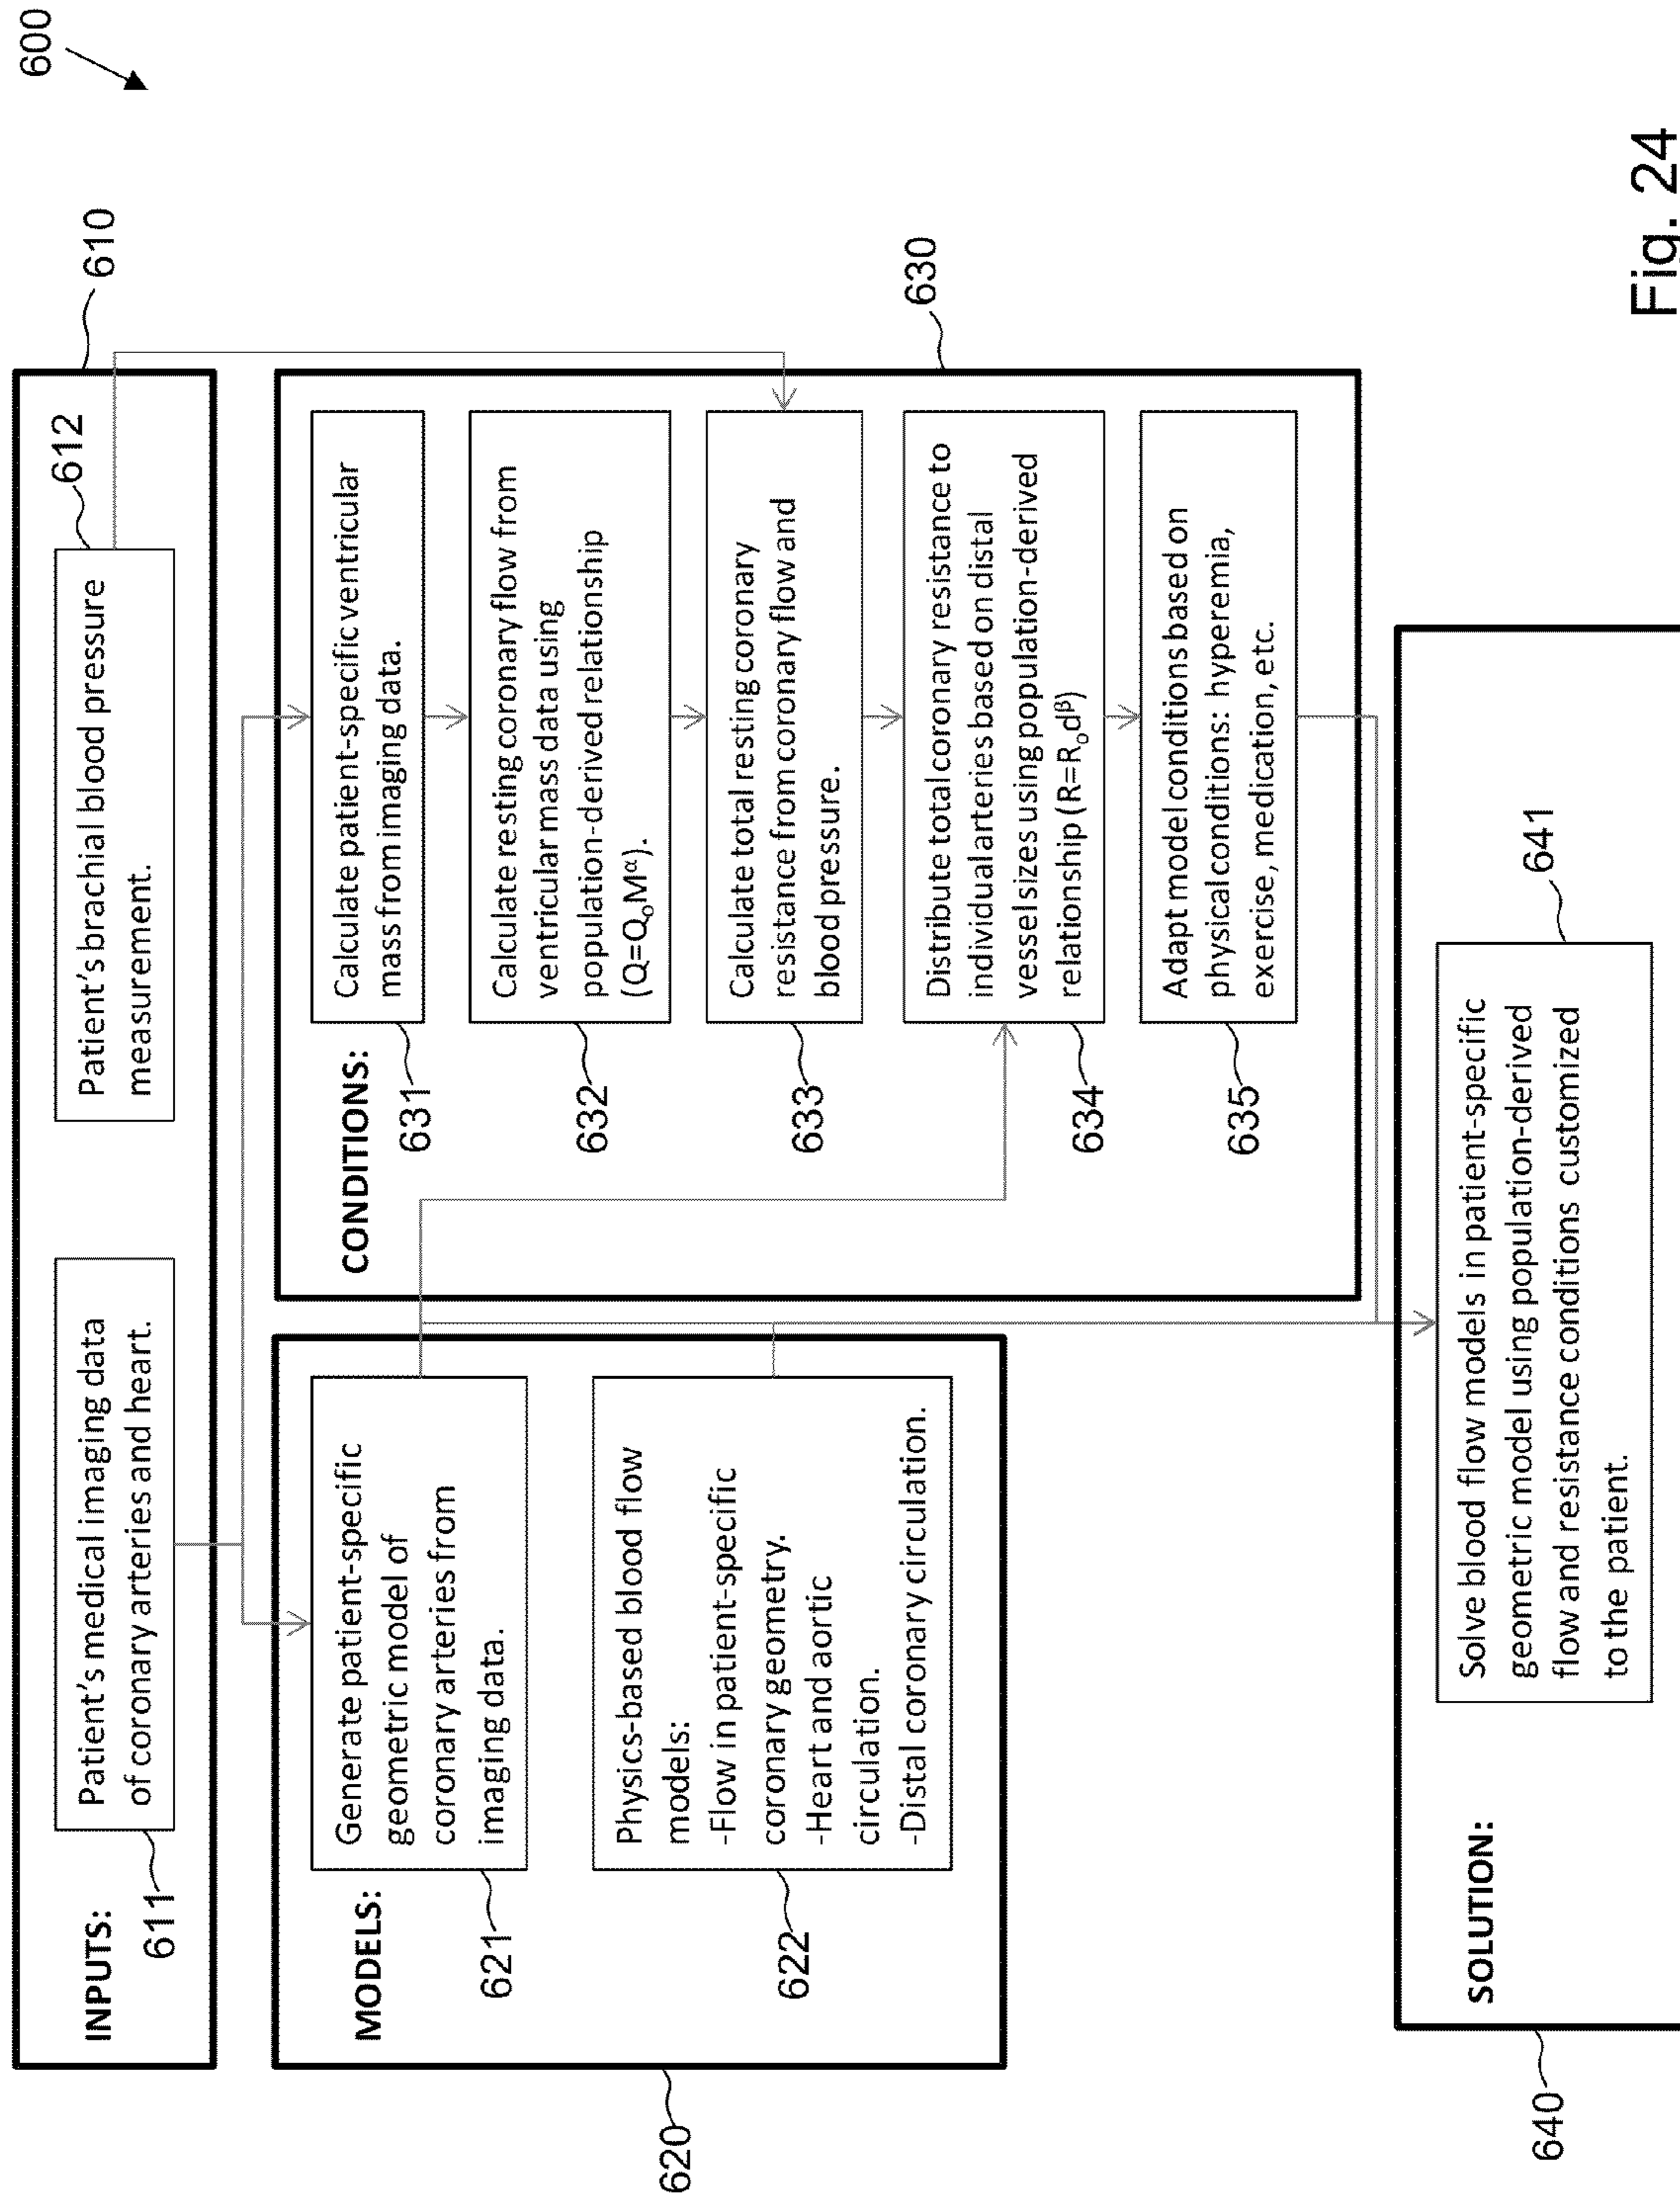 600
INPUTS:
610
611
Patient's medical imaging data
of coronary arteries and heart.
612
Patient's brachial blood pressure
measurement.
MODELS:
620
621
Generate patient-specific
geometric model of
coronary arteries from
imaging data.
622
Physics-based blood flow
models:
-Flow in patient-specific
coronary geometry.
-Heart and aortic
circulation.
-Distal coronary circulation.
CONDITIONS:
630
631
Calculate patient-specific ventricular
mass from imaging data.
632
Calculate resting coronary flow from
ventricular mass data using
population-derived relationship
(Q=QₒMᵅ).
633
Calculate total resting coronary
resistance from coronary flow and
blood pressure.
634
Distribute total coronary resistance to
individual arteries based on distal
vessel sizes using population-derived
relationship (R=Rₒdᵝ)
635
Adapt model conditions based on
physical conditions: hyperemia,
exercise, medication, etc.
SOLUTION:
640
641
Solve blood flow models in patient-specific
geometric model using population-derived
flow and resistance conditions customized
to the patient.
Fig. 24